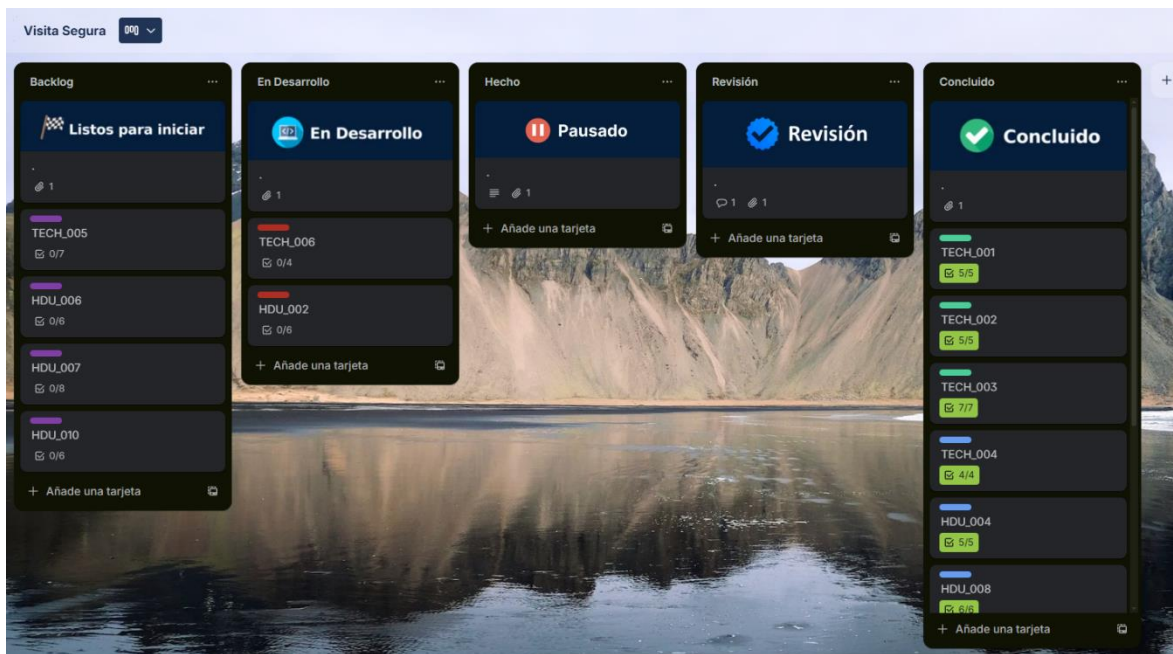 Visita Segura
Backlog
Listos para iniciar
.
1
TECH_005
0/7
HDU_006
0/6
HDU_007
0/8
HDU_010
0/6
+ Añade una tarjeta
En Desarrollo
En Desarrollo
.
1
TECH_006
0/4
HDU_002
0/6
+ Añade una tarjeta
Hecho
Pausado
.
1
+ Añade una tarjeta
Revisión
Revisión
.
1 1
+ Añade una tarjeta
Concluido
Concluido
.
1
TECH_001
5/5
TECH_002
5/5
TECH_003
7/7
TECH_004
4/4
HDU_004
5/5
HDU_008
6/6
+ Añade una tarjeta